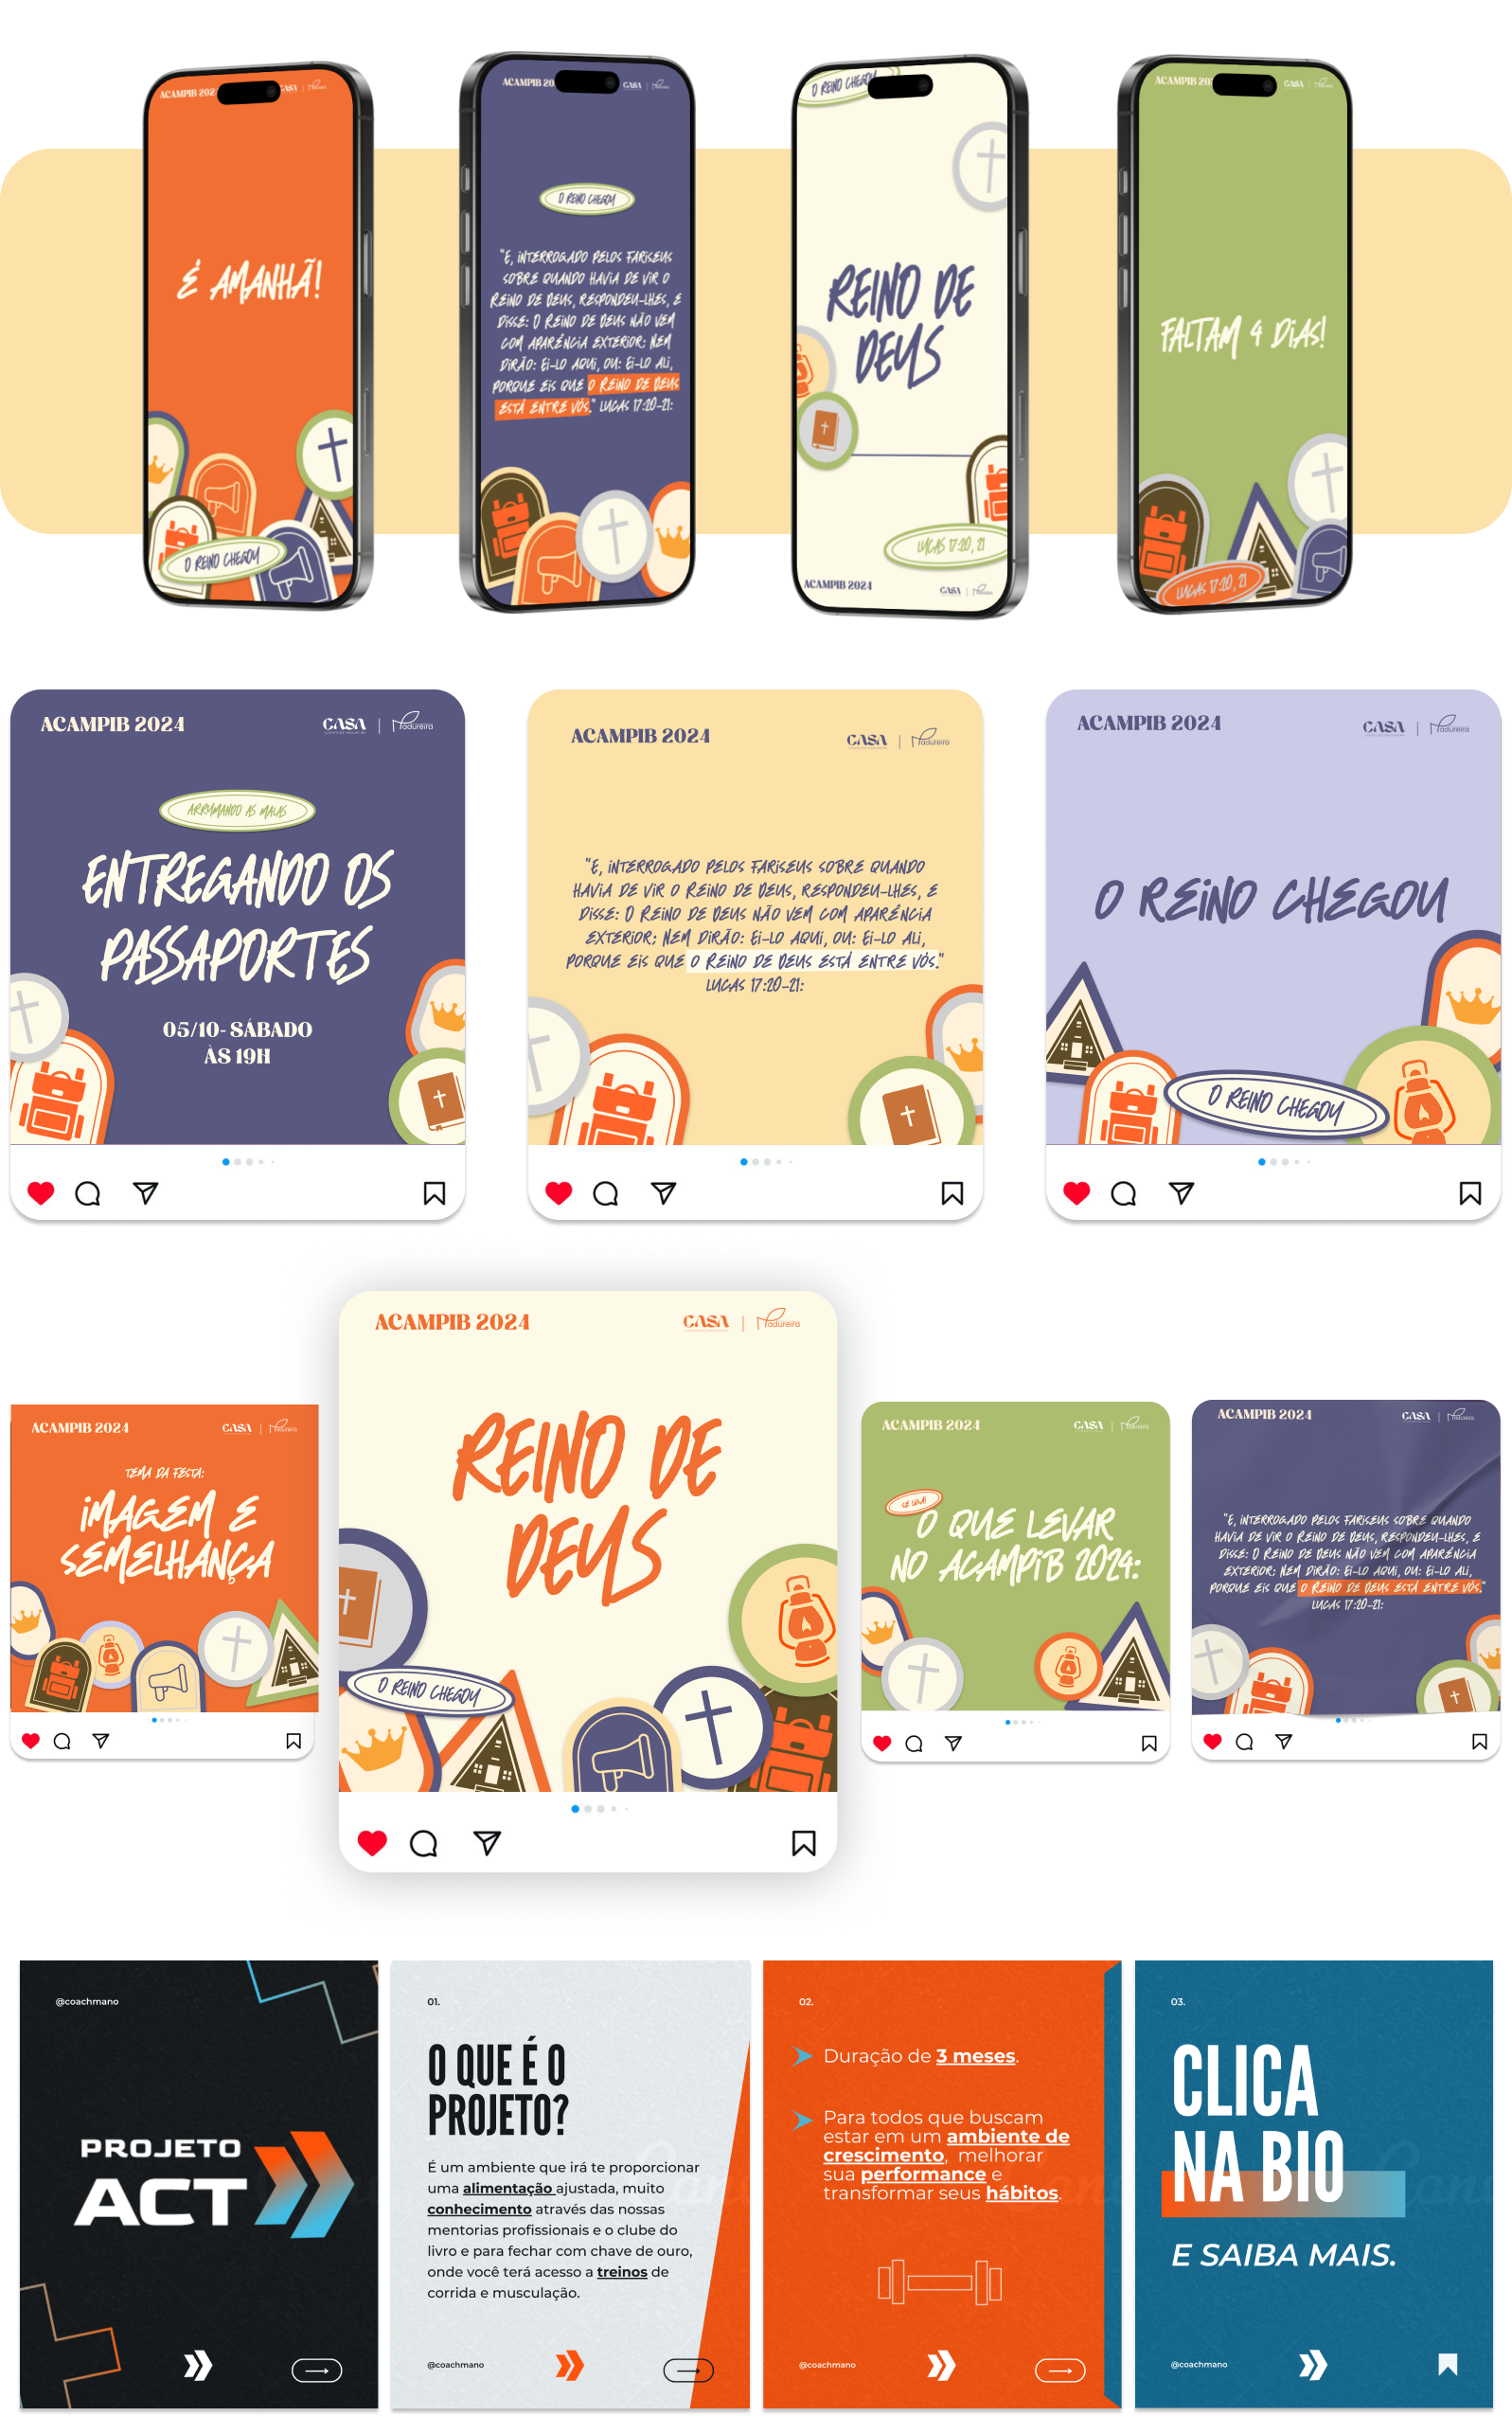 ACAMPIB 202
CASA
É AMANHÃ!
O REINO CHEGOU
ACAMPIB 20
CASA
O REINO CHEGOU
"E, INTERROGADO PELOS FARISEUS
SOBRE QUANDO HAVIA DE VIR O
REINO DE DEUS, RESPONDEU-LHES, E
DISSE: O REINO DE DEUS NÃO VEM
COM APARÊNCIA EXTERIOR; NEM
DIRÃO: EI-LO AQUI, OU: EI-LO ALI,
PORQUE EIS QUE O REINO DE DEUS
ESTÁ ENTRE VÓS." LUCAS 17:20-21:
O REINO CHEGOU
REINO DE
DEUS
LUCAS 17:20, 21
ACAMPIB 2024
CASA
ACAMPIB 20
CASA
FALTAM 4 DIAS!
LUCAS 17:20, 21
ACAMPIB 2024
CASA | Madureira
ARRUMANDO AS MALAS
ENTREGANDO OS
PASSAPORTES
05/10- SÁBADO
ÀS 19H
ACAMPIB 2024
CASA | Madureira
"E, INTERROGADO PELOS FARISEUS SOBRE QUANDO
HAVIA DE VIR O REINO DE DEUS, RESPONDEU-LHES, E
DISSE: O REINO DE DEUS NÃO VEM COM APARÊNCIA
EXTERIOR; NEM DIRÃO: EI-LO AQUI, OU: EI-LO ALI,
PORQUE EIS QUE O REINO DE DEUS ESTÁ ENTRE VÓS."
LUCAS 17:20-21:
ACAMPIB 2024
CASA | Madureira
O REINO CHEGOU
O REINO CHEGOU
ACAMPIB 2024
CASA | Madureira
TEMA DA FESTA:
IMAGEM E
SEMELHANÇA
ACAMPIB 2024
CASA | Madureira
REINO DE
DEUS
O REINO CHEGOU
ACAMPIB 2024
CASA | Madureira
SE LIGA!
O QUE LEVAR
NO ACAMPIB 2024:
ACAMPIB 2024
CASA | Madureira
"E, INTERROGADO PELOS FARISEUS SOBRE QUANDO
HAVIA DE VIR O REINO DE DEUS, RESPONDEU-LHES, E
DISSE: O REINO DE DEUS NÃO VEM COM APARÊNCIA
EXTERIOR; NEM DIRÃO: EI-LO AQUI, OU: EI-LO ALI,
PORQUE EIS QUE O REINO DE DEUS ESTÁ ENTRE VÓS."
LUCAS 17:20-21:
@coachmano
PROJETO
ACT
01.
O QUE É O
PROJETO?
É um ambiente que irá te proporcionar
uma alimentação ajustada, muito
conhecimento através das nossas
mentorias profissionais e o clube do
livro e para fechar com chave de ouro,
onde você terá acesso a treinos de
corrida e musculação.
@coachmano
02.
Duração de 3 meses.
Para todos que buscam
estar em um ambiente de
crescimento, melhorar
sua performance e
transformar seus hábitos.
@coachmano
03.
CLICA
NA BIO
E SAIBA MAIS.
@coachmano